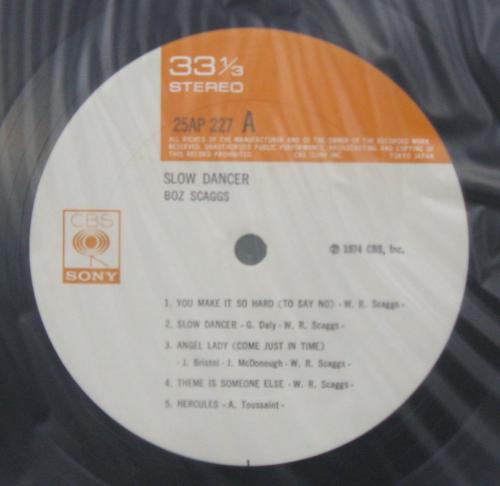 33 1/3
STEREO
25AP 227 A
ALL RIGHTS OF THE MANUFACTURER AND OF THE OWNER OF THE RECORDED WORK
RESERVED. UNAUTHORISED PUBLIC PERFORMANCE, BROADCASTING AND COPYING OF
THIS RECORD PROHIBITED. CBS/SONY INC. TOKYO JAPAN
SLOW DANCER
BOZ SCAGGS
CBS
SONY
℗ 1974 CBS, Inc.
1. YOU MAKE IT SO HARD (TO SAY NO) - W. R. Scaggs -
2. SLOW DANCER - G. Daly - W. R. Scaggs -
3. ANGEL LADY (COME JUST IN TIME)
- J. Bristol - J. McDonough - W. R. Scaggs -
4. THEME IS SOMEONE ELSE - W. R. Scaggs -
5. HERCULES - A. Toussaint -